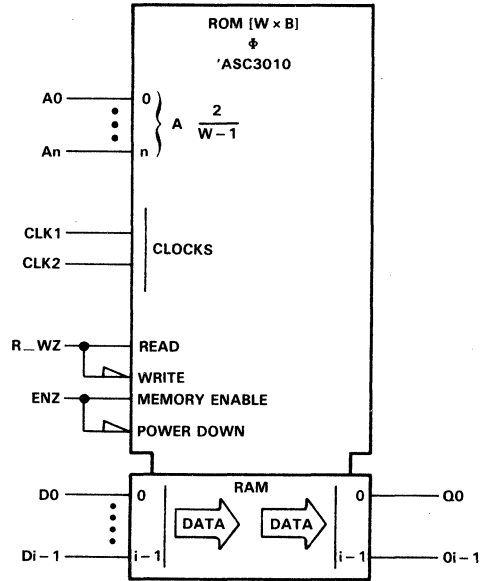 ROM [W × B]
Φ
'ASC3010
A0 0
A 2
W−1
An n
CLK1
CLOCKS
CLK2
R_WZ READ
WRITE
ENZ MEMORY ENABLE
POWER DOWN
RAM
D0 0 0 Q0
DATA DATA
Di−1 i−1 i−1 0i−1